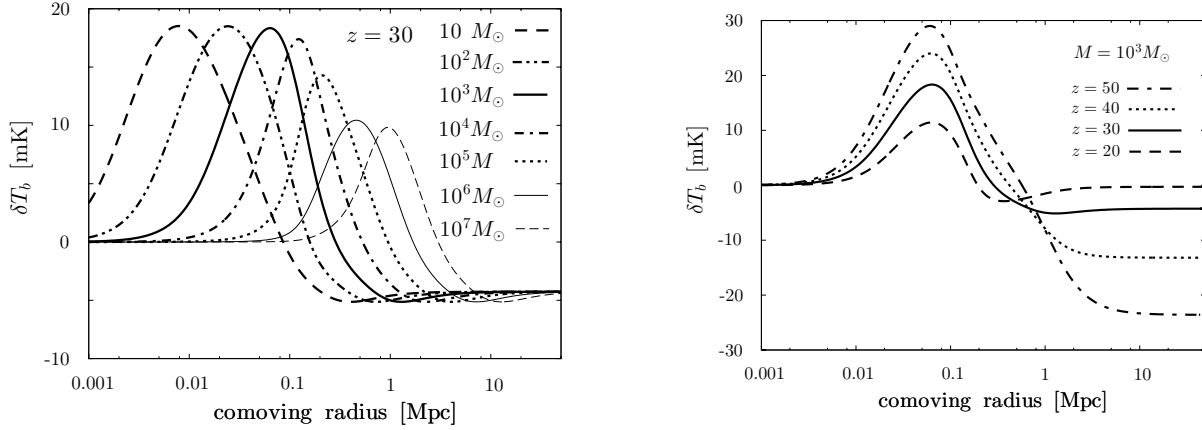 20
10
0
-10
δT_b [mK]
z = 30
10 M⊙
10²M⊙
10³M⊙
10⁴M⊙
10⁵M
10⁶M⊙
10⁷M⊙
0.001 0.01 0.1 1 10
comoving radius [Mpc]
30
20
10
0
-10
-20
-30
δT_b [mK]
M = 10³M⊙
z = 50
z = 40
z = 30
z = 20
0.001 0.01 0.1 1 10
comoving radius [Mpc]